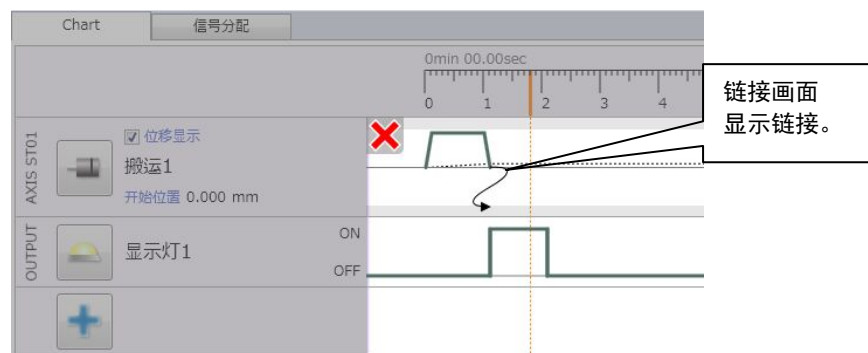 Chart 信号分配
0min 00.00sec
0 1 2 3 4
AXIS ST01
位移显示
搬运1
开始位置 0.000 mm
OUTPUT
显示灯1
ON
OFF
链接画面
显示链接。